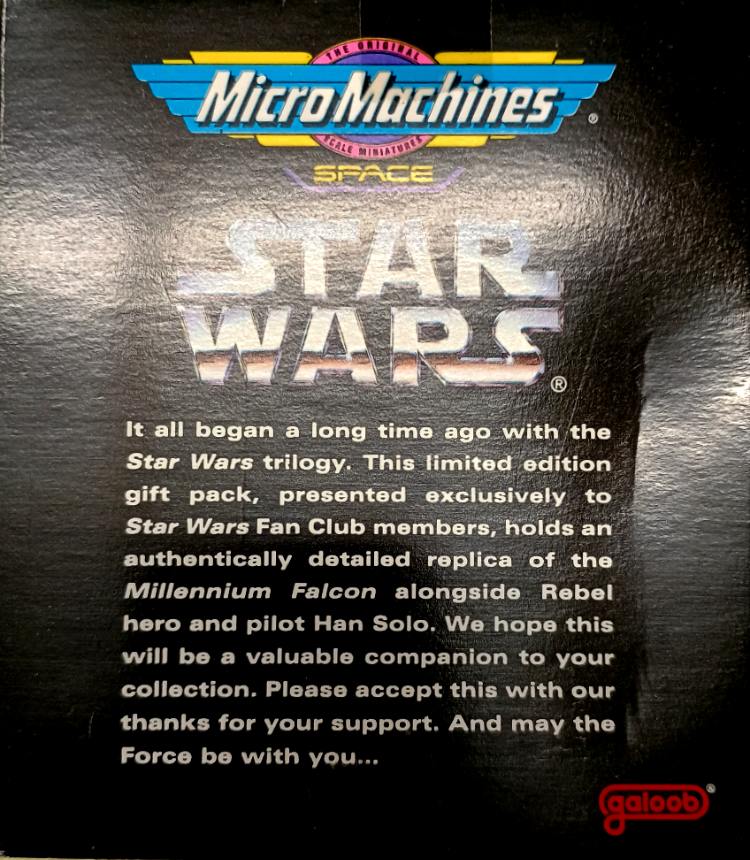 THE ORIGINAL
MicroMachines®
SCALE MINIATURES
SPACE
STAR
WARS®
It all began a long time ago with the
Star Wars trilogy. This limited edition
gift pack, presented exclusively to
Star Wars Fan Club members, holds an
authentically detailed replica of the
Millennium Falcon alongside Rebel
hero and pilot Han Solo. We hope this
will be a valuable companion to your
collection. Please accept this with our
thanks for your support. And may the
Force be with you...
galoob®